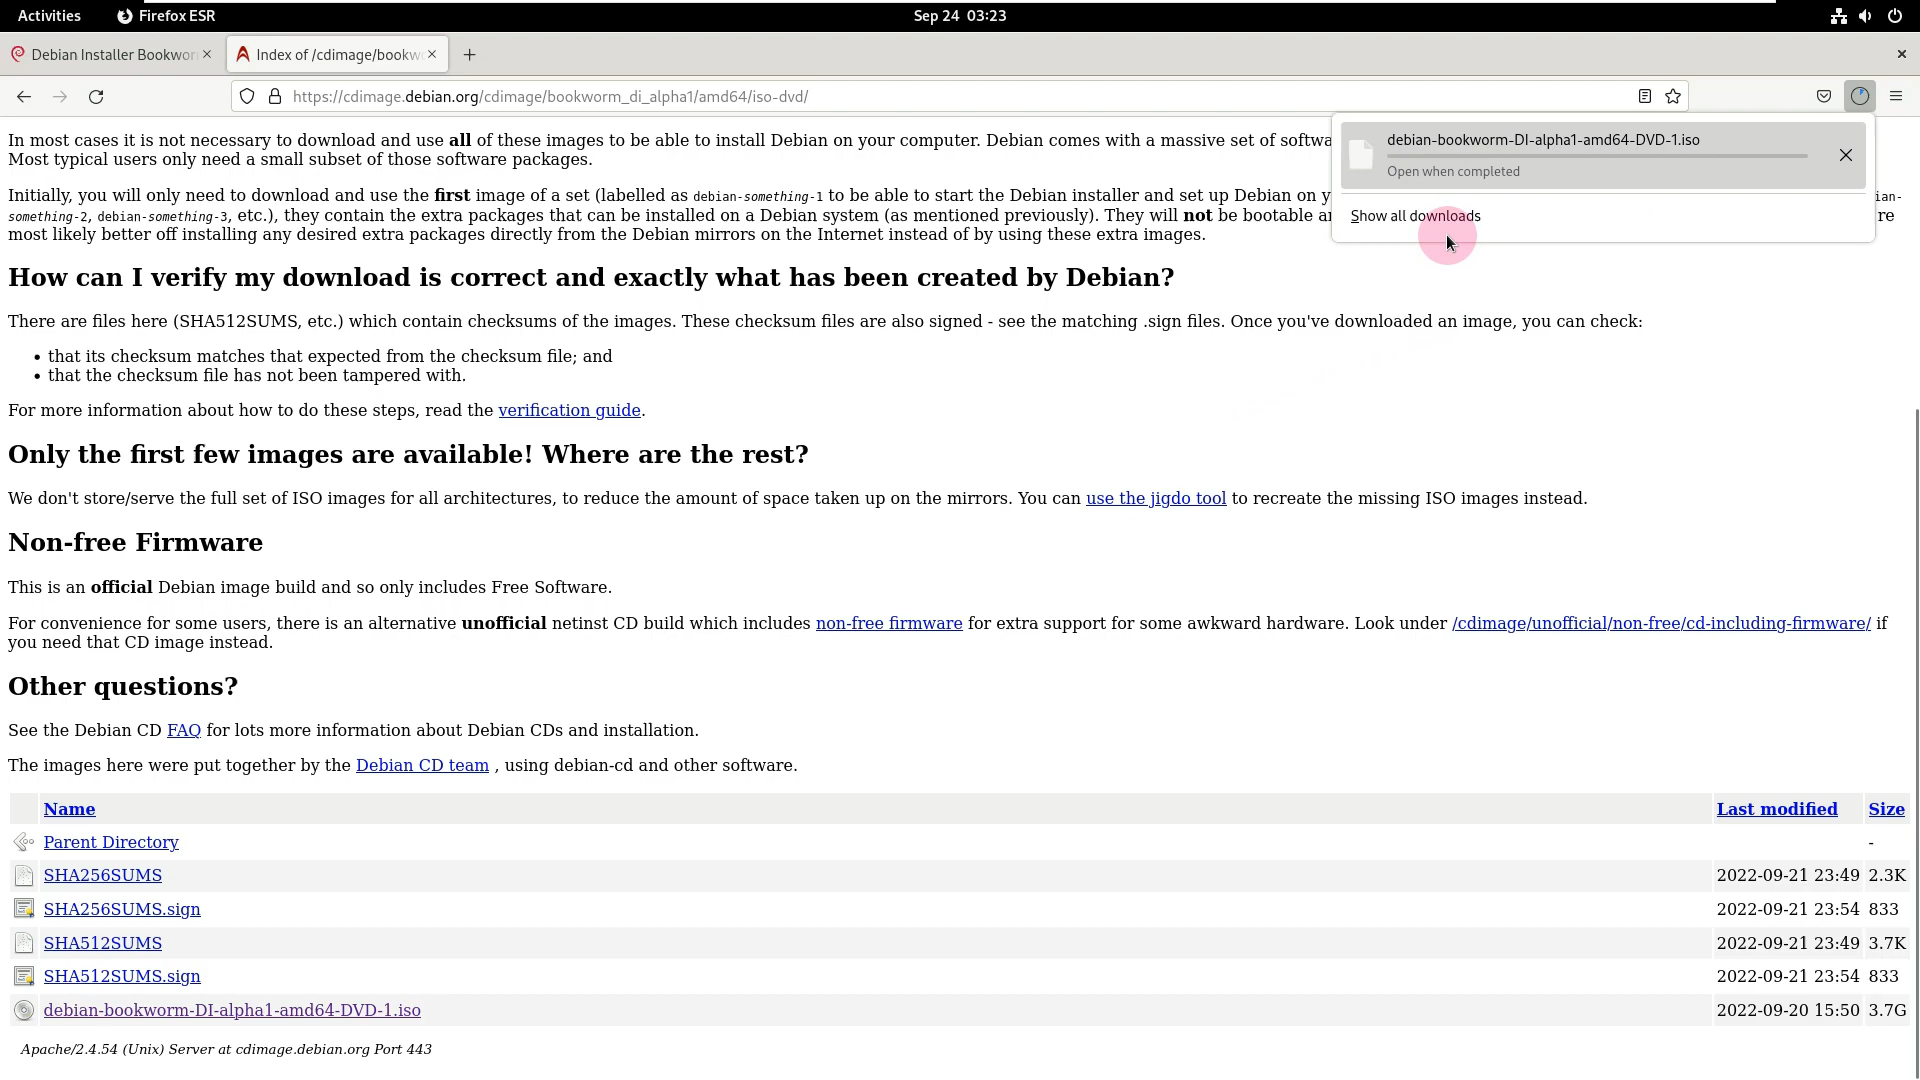 Activities Firefox ESR Sep 24 03:23
Debian Installer Bookwor Index of /cdimage/bookw
https://cdimage.debian.org/cdimage/bookworm_di_alpha1/amd64/iso-dvd/
debian-bookworm-DI-alpha1-amd64-DVD-1.iso
Open when completed
Show all downloads
In most cases it is not necessary to download and use all of these images to be able to install Debian on your computer. Debian comes with a massive set of softwa
Most typical users only need a small subset of those software packages.
Initially, you will only need to download and use the first image of a set (labelled as debian-something-1 to be able to start the Debian installer and set up Debian on y ian-
something-2, debian-something-3, etc.), they contain the extra packages that can be installed on a Debian system (as mentioned previously). They will not be bootable ar re
most likely better off installing any desired extra packages directly from the Debian mirrors on the Internet instead of by using these extra images.
How can I verify my download is correct and exactly what has been created by Debian?
There are files here (SHA512SUMS, etc.) which contain checksums of the images. These checksum files are also signed - see the matching .sign files. Once you've downloaded an image, you can check:
• that its checksum matches that expected from the checksum file; and
• that the checksum file has not been tampered with.
For more information about how to do these steps, read the verification guide.
Only the first few images are available! Where are the rest?
We don't store/serve the full set of ISO images for all architectures, to reduce the amount of space taken up on the mirrors. You can use the jigdo tool to recreate the missing ISO images instead.
Non-free Firmware
This is an official Debian image build and so only includes Free Software.
For convenience for some users, there is an alternative unofficial netinst CD build which includes non-free firmware for extra support for some awkward hardware. Look under /cdimage/unofficial/non-free/cd-including-firmware/ if
you need that CD image instead.
Other questions?
See the Debian CD FAQ for lots more information about Debian CDs and installation.
The images here were put together by the Debian CD team , using debian-cd and other software.
Name Last modified Size
Parent Directory -
SHA256SUMS 2022-09-21 23:49 2.3K
SHA256SUMS.sign 2022-09-21 23:54 833
SHA512SUMS 2022-09-21 23:49 3.7K
SHA512SUMS.sign 2022-09-21 23:54 833
debian-bookworm-DI-alpha1-amd64-DVD-1.iso 2022-09-20 15:50 3.7G
Apache/2.4.54 (Unix) Server at cdimage.debian.org Port 443